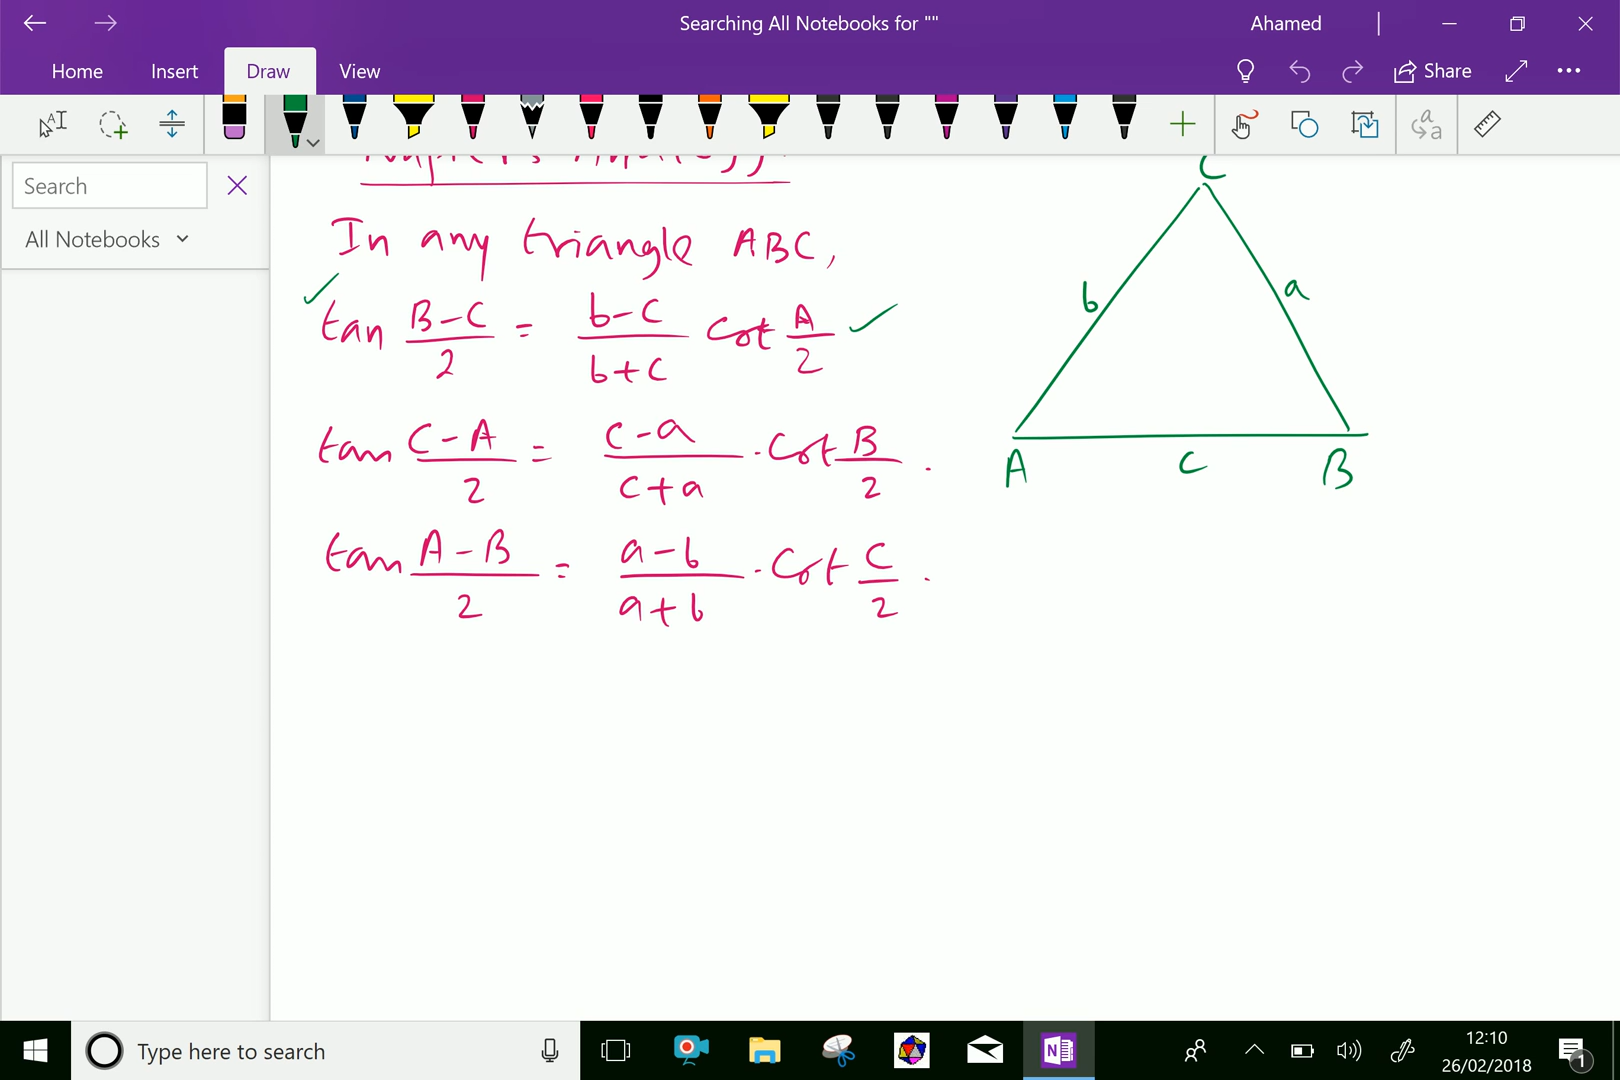 Searching All Notebooks for ""
Ahamed
Home Insert Draw View
Share
Search
All Notebooks
In any triangle ABC,
tan (B-C)/2 = (b-c)/(b+c) cot A/2
tan (C-A)/2 = (c-a)/(c+a) . cot B/2 .
tan (A-B)/2 = (a-b)/(a+b) . cot C/2 .
C
b a
A c B
Type here to search
12:10
26/02/2018
1